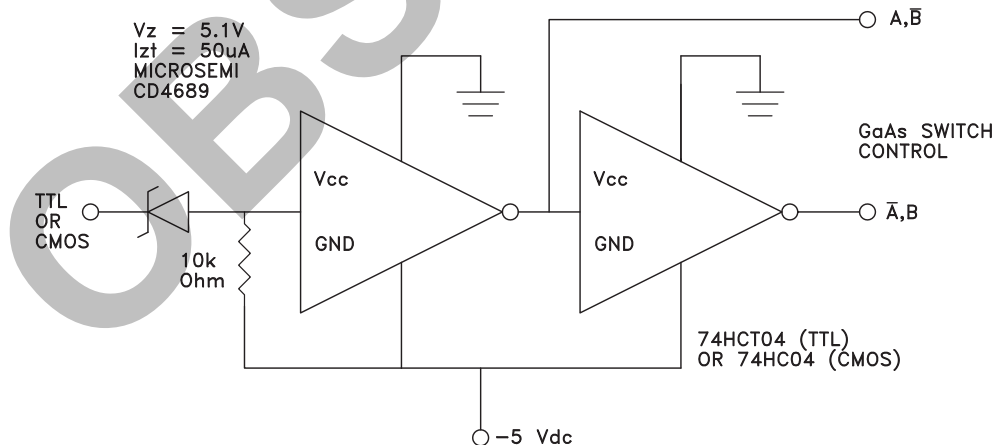 Vz = 5.1V
Izt = 50uA
MICROSEMI
CD4689
A,B̅
Vcc
GND
Vcc
GND
GaAs SWITCH
CONTROL
TTL
OR
CMOS
A̅,B
10k
Ohm
74HCT04 (TTL)
OR 74HC04 (CMOS)
-5 Vdc
OBS